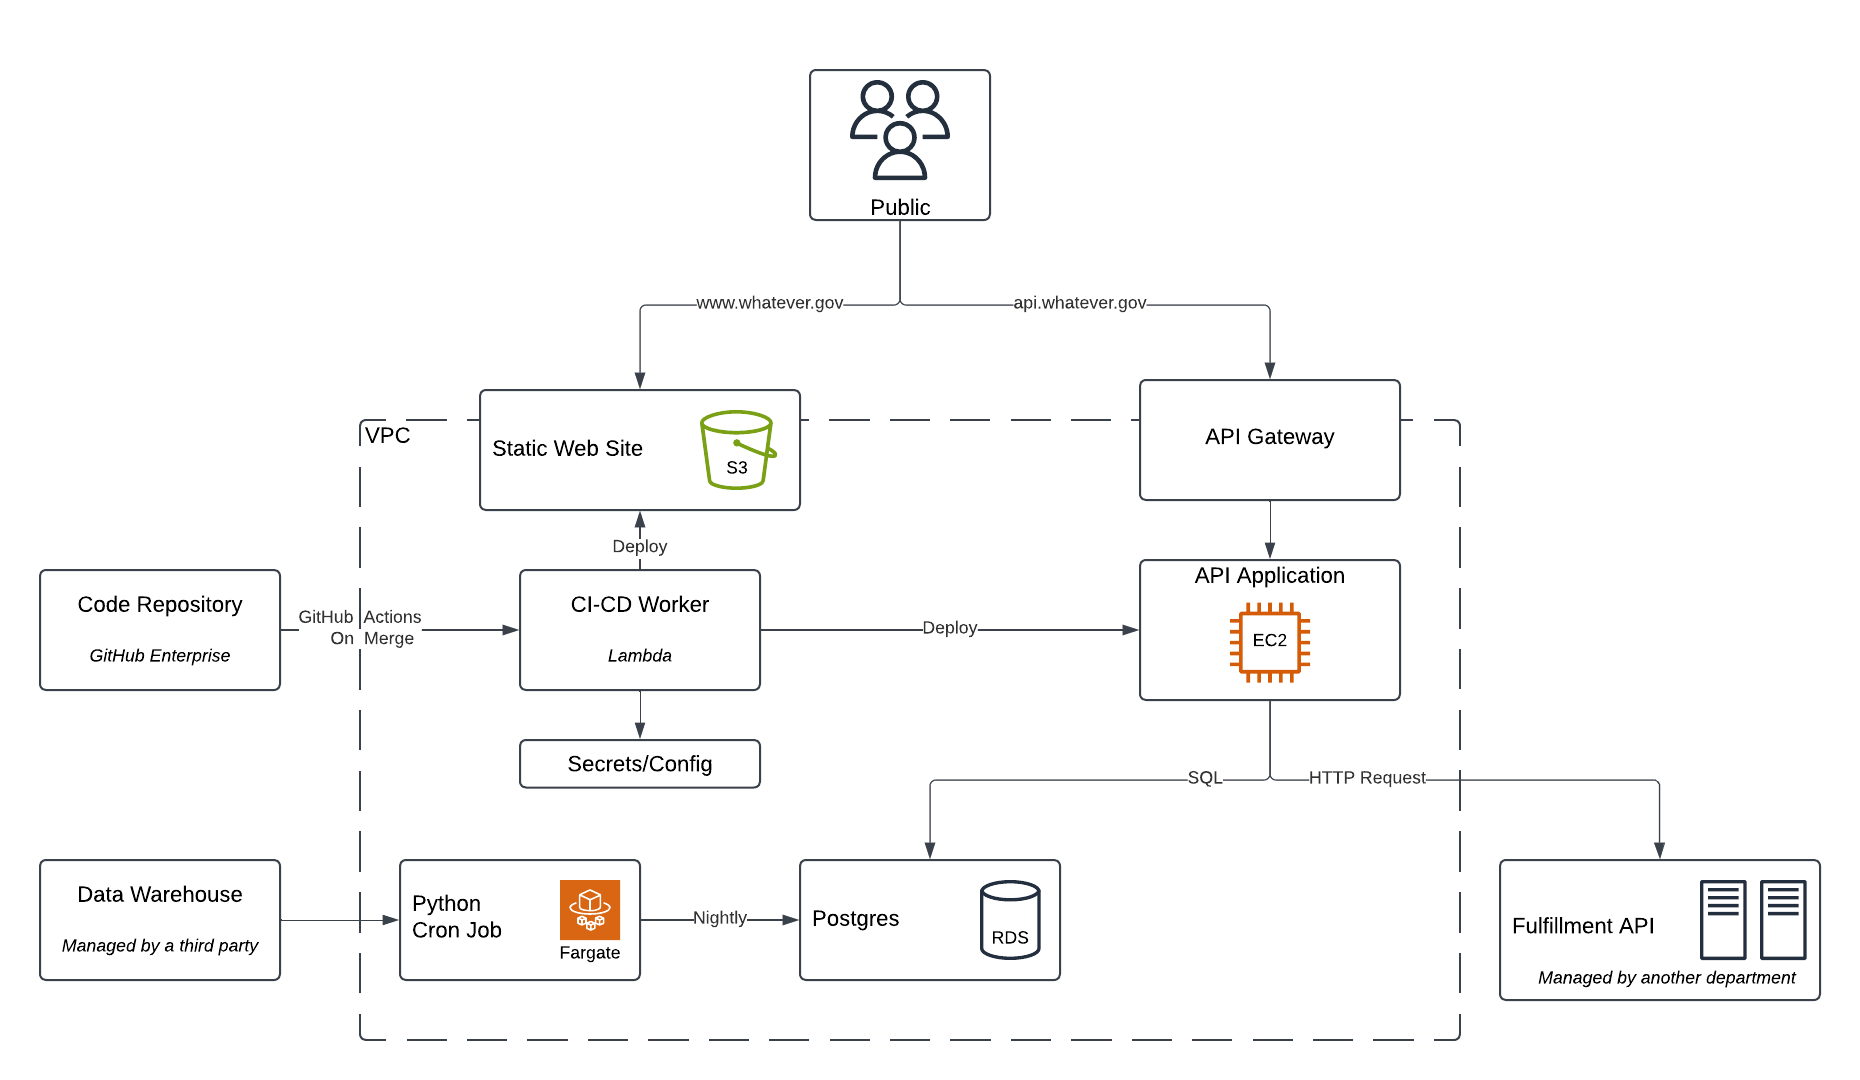 Public
www.whatever.gov
api.whatever.gov
VPC
Static Web Site
S3
API Gateway
Deploy
Code Repository
GitHub Enterprise
GitHub Actions
On Merge
CI-CD Worker
Lambda
Deploy
API Application
EC2
Secrets/Config
SQL
HTTP Request
Data Warehouse
Managed by a third party
Python
Cron Job
Fargate
Nightly
Postgres
RDS
Fulfillment API
Managed by another department